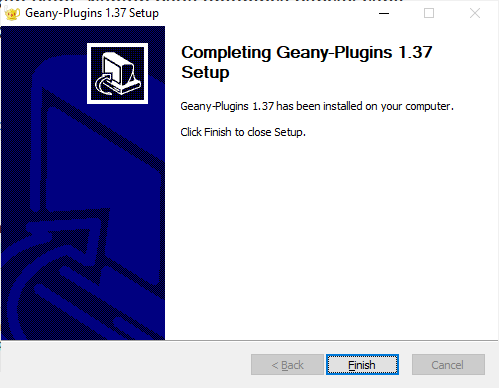 Geany-Plugins 1.37 Setup
Completing Geany-Plugins 1.37
Setup
Geany-Plugins 1.37 has been installed on your computer.
Click Finish to close Setup.
< Back
Finish
Cancel